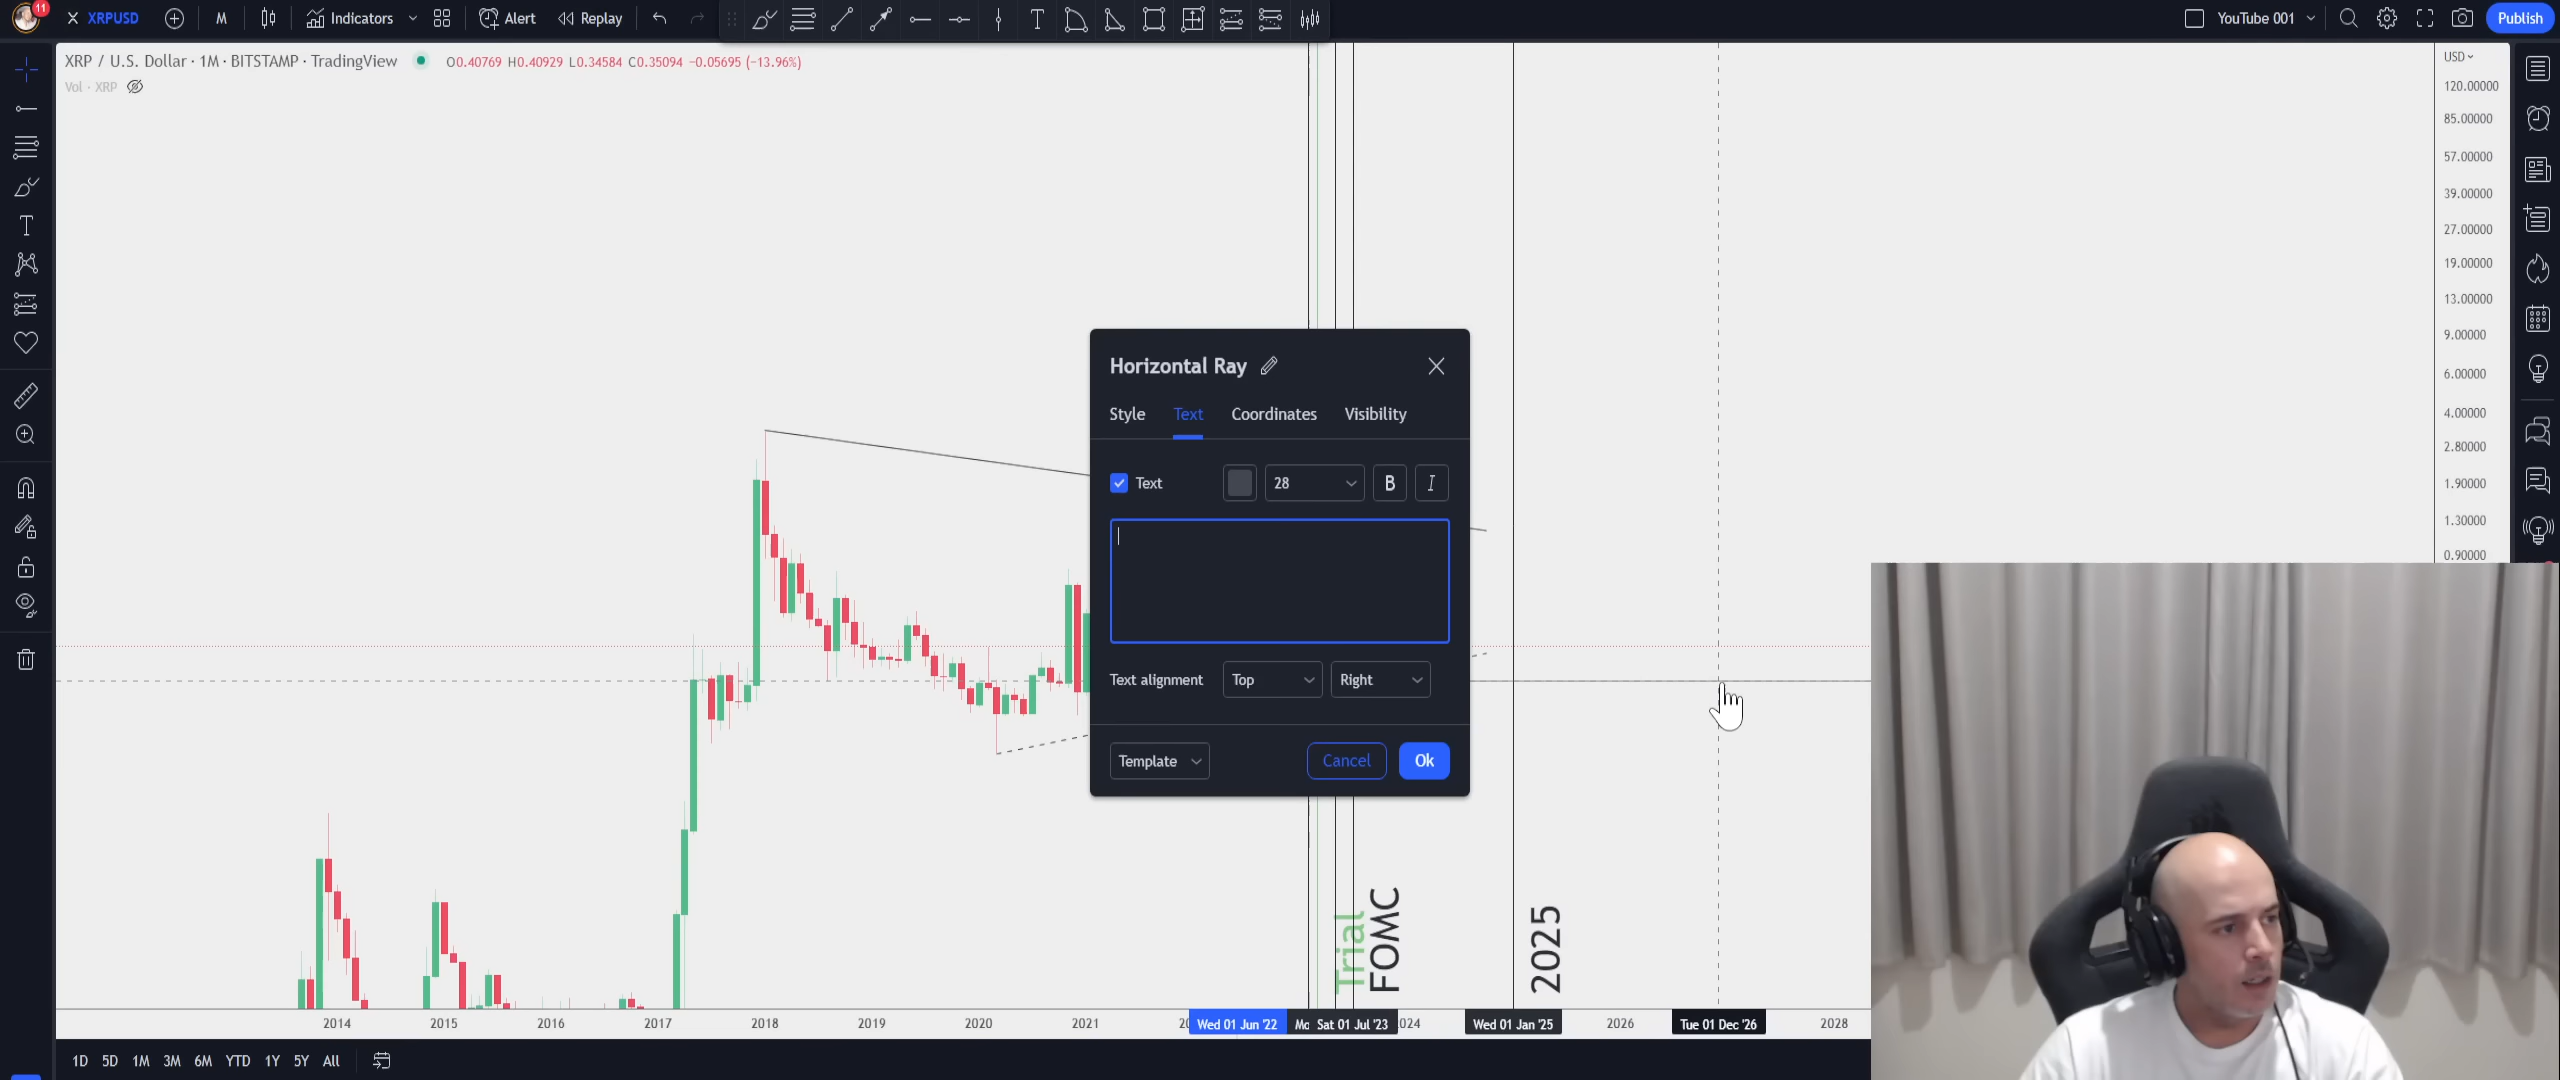 11
XRPUSD
M
Indicators
Alert
Replay
YouTube 001
Publish
XRP / U.S. Dollar · 1M · BITSTAMP · TradingView
O0.40769 H0.40929 L0.34584 C0.35094 −0.05695 (−13.96%)
Vol · XRP
USD
120.00000
85.00000
57.00000
39.00000
27.00000
19.00000
13.00000
9.00000
6.00000
4.00000
2.80000
1.90000
1.30000
0.90000
Horizontal Ray
Style Text Coordinates Visibility
Text
28
B
I
Text alignment
Top
Right
Template
Cancel
Ok
Trial
FOMC
2025
2014 2015 2016 2017 2018 2019 2020 2021 Wed 01 Jun '22 Mo Sat 01 Jul '23 024 Wed 01 Jan '25 2026 Tue 01 Dec '26 2028
1D 5D 1M 3M 6M YTD 1Y 5Y All